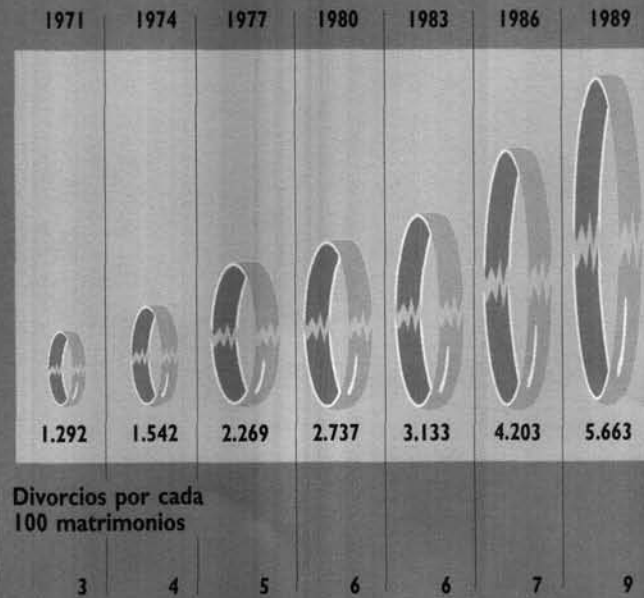 1971 1974 1977 1980 1983 1986 1989
1.292 1.542 2.269 2.737 3.133 4.203 5.663
Divorcios por cada
100 matrimonios
3 4 5 6 6 7 9